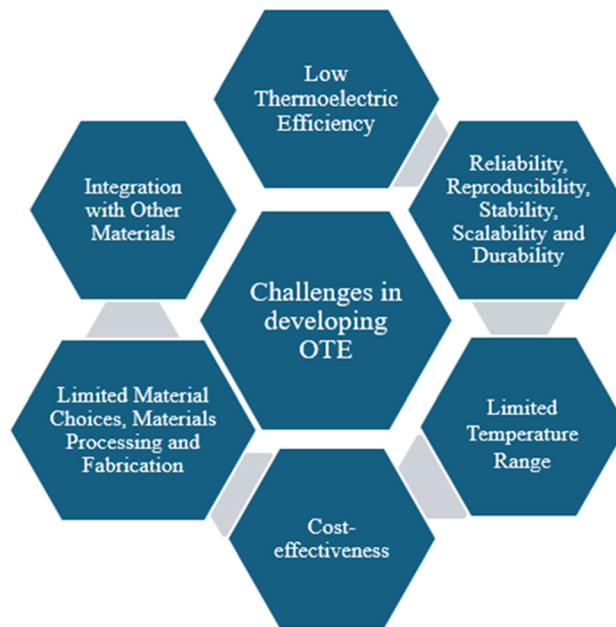 Low
Thermoelectric
Efficiency
Reliability,
Reproducibility,
Stability,
Scalability and
Durability
Limited
Temperature
Range
Cost-
effectiveness
Limited Material
Choices, Materials
Processing and
Fabrication
Integration
with Other
Materials
Challenges in
developing
OTE